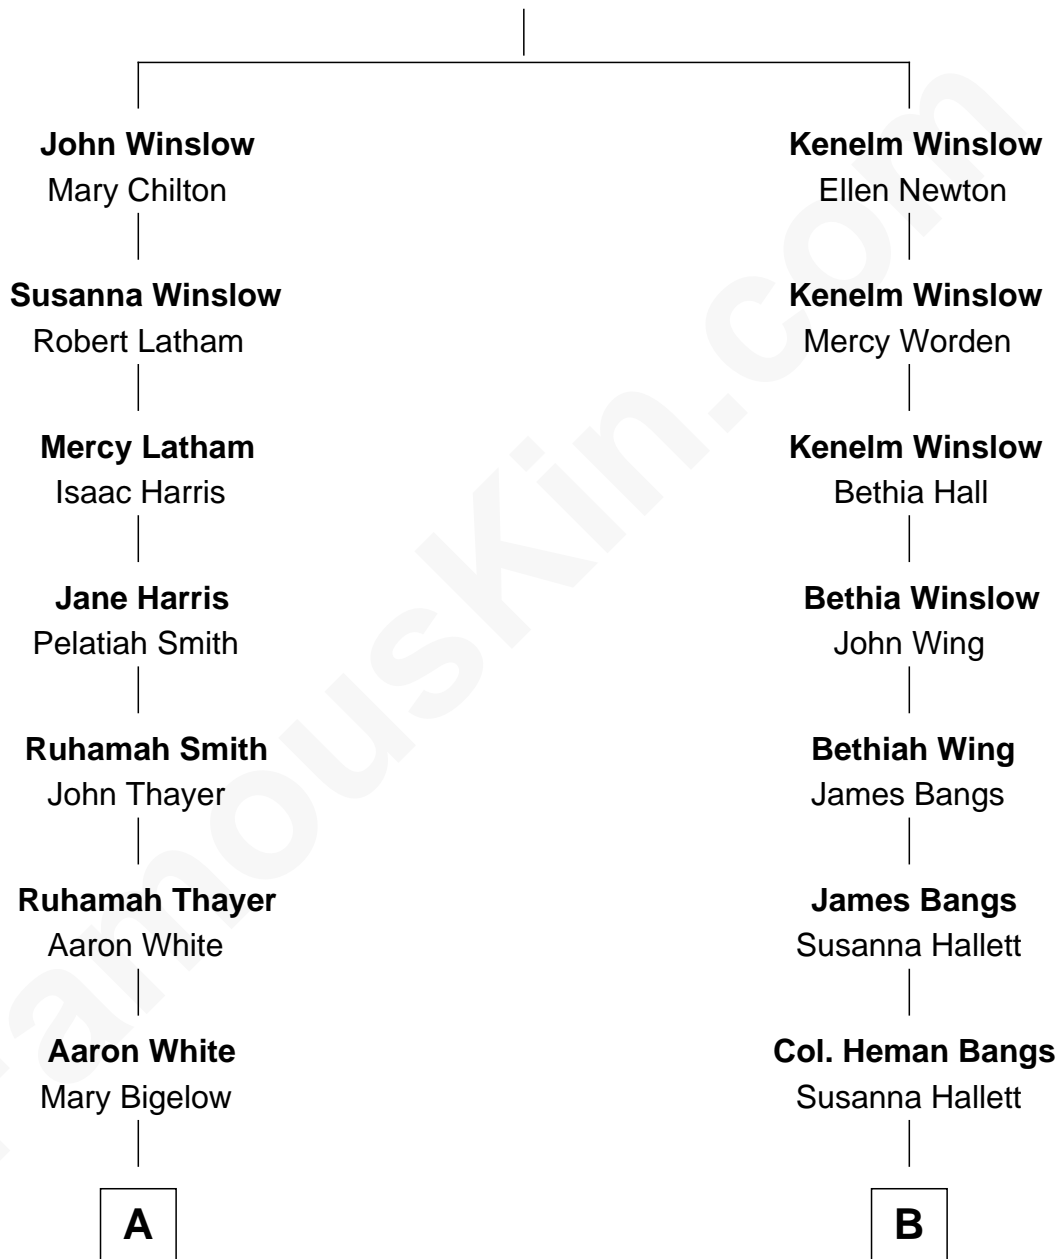 John Winslow
Mary Chilton
Kenelm Winslow
Ellen Newton
Susanna Winslow
Robert Latham
Kenelm Winslow
Mercy Worden
Mercy Latham
Isaac Harris
Kenelm Winslow
Bethia Hall
Jane Harris
Pelatiah Smith
Bethia Winslow
John Wing
Ruhamah Smith
John Thayer
Bethiah Wing
James Bangs
Ruhamah Thayer
Aaron White
James Bangs
Susanna Hallett
Aaron White
Mary Bigelow
Col. Heman Bangs
Susanna Hallett
A
B
FamousKin.com